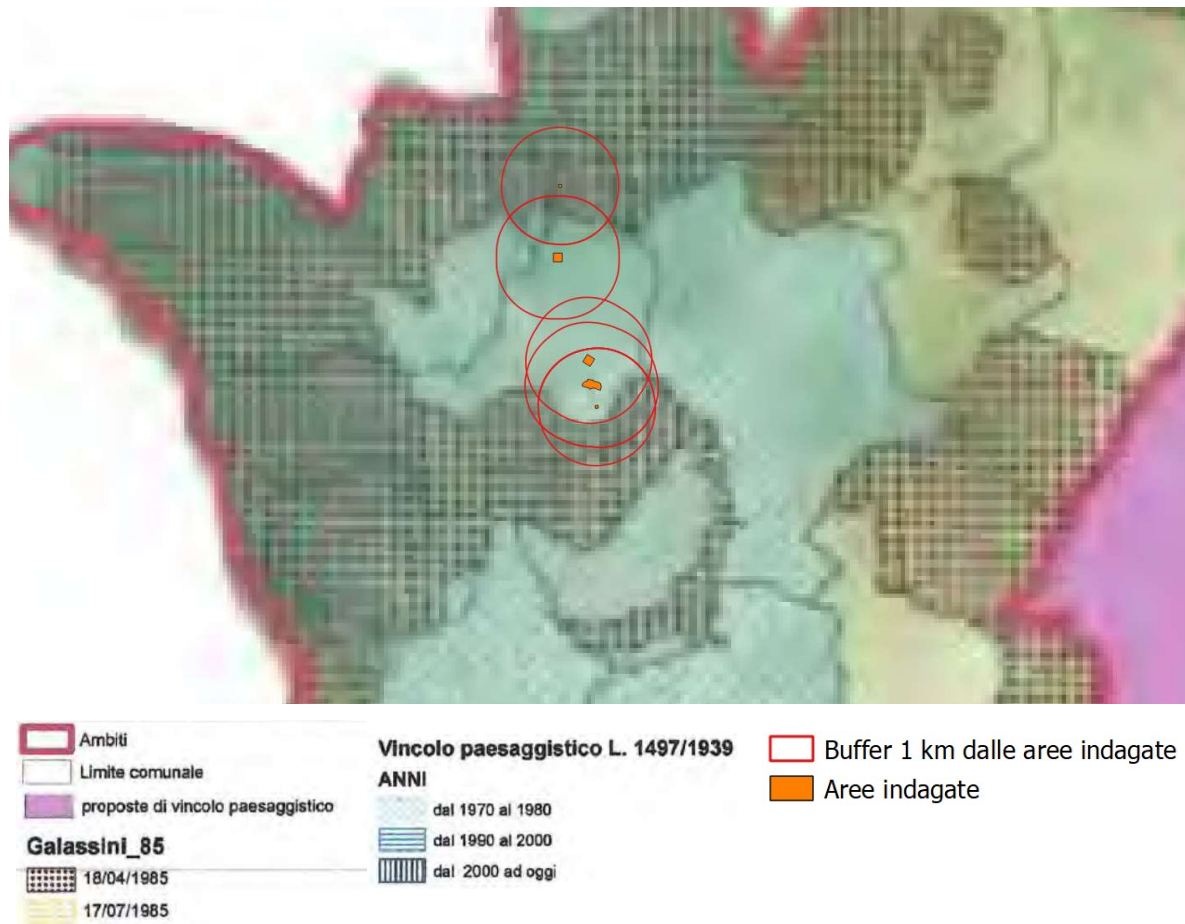 Ambiti
Limite comunale
proposte di vincolo paesaggistico
Galassini_85
18/04/1985
17/07/1985
Vincolo paesaggistico L. 1497/1939
ANNI
dal 1970 al 1980
dal 1990 al 2000
dal 2000 ad oggi
Buffer 1 km dalle aree indagate
Aree indagate